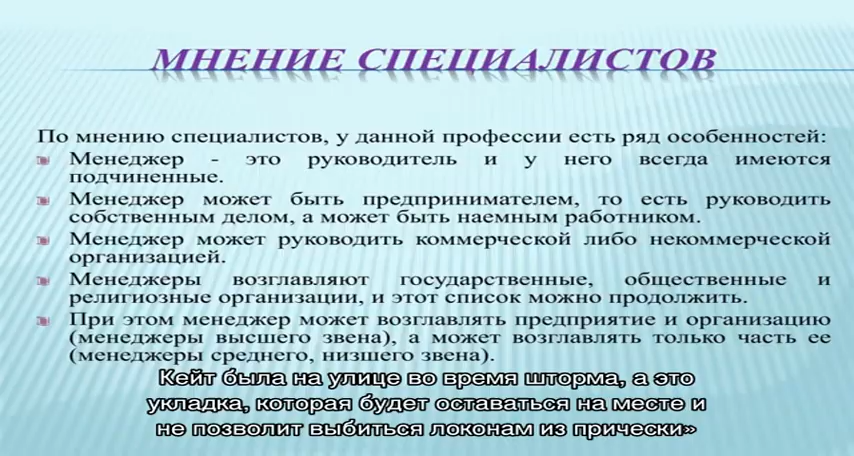 МНЕНИЕ СПЕЦИАЛИСТОВ
По мнению специалистов, у данной профессии есть ряд особенностей:
Менеджер - это руководитель и у него всегда имеются
подчиненные.
Менеджер может быть предпринимателем, то есть руководить
собственным делом, а может быть наемным работником.
Менеджер может руководить коммерческой либо некоммерческой
организацией.
Менеджеры возглавляют государственные, общественные и
религиозные организации, и этот список можно продолжить.
При этом менеджер может возглавлять предприятие и организацию
(менеджеры высшего звена), а может возглавлять только часть ее
(менеджеры среднего, низшего звена).
Кейт была на улице во время шторма, а это
укладка, которая будет оставаться на месте и
не позволит выбиться локонам из прически»